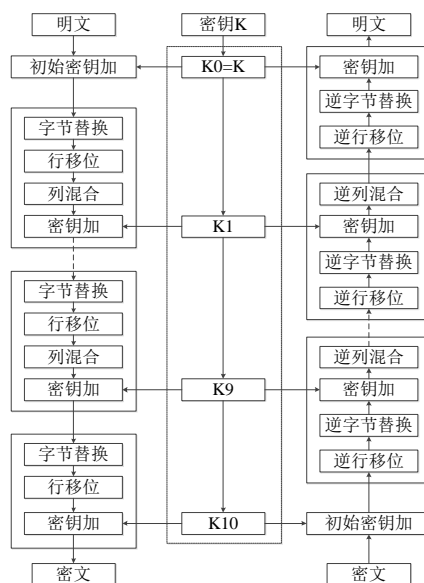 明文
初始密钥加
字节替换
行移位
列混合
密钥加
字节替换
行移位
列混合
密钥加
字节替换
行移位
密钥加
密文
密钥K
K0=K
K1
K9
K10
明文
密钥加
逆字节替换
逆行移位
逆列混合
密钥加
逆字节替换
逆行移位
逆列混合
密钥加
逆字节替换
逆行移位
初始密钥加
密文